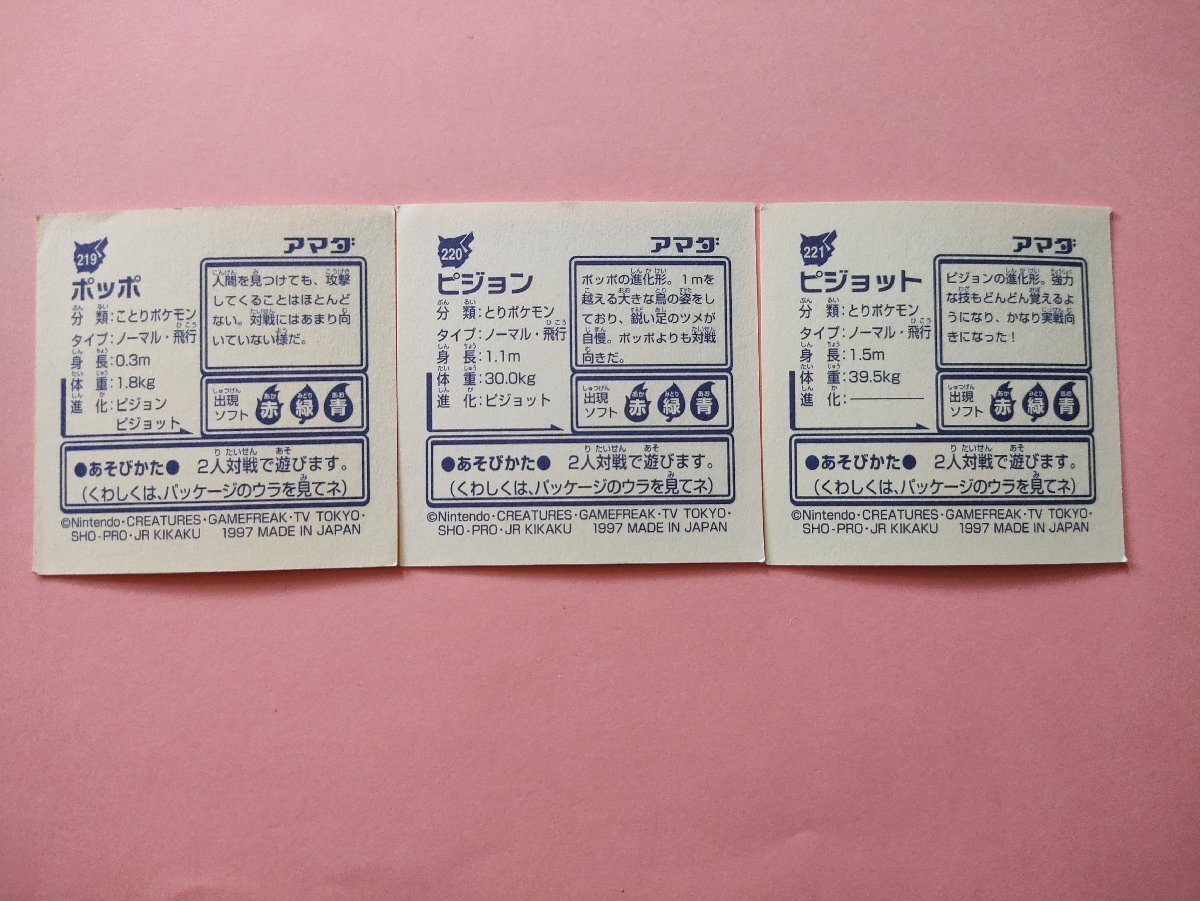 219
アマダ
ポッポ
分類:ことりポケモン
タイプ:ノーマル・飛行
身長:0.3m
体重:1.8kg
進化:ピジョン
ピジョット
人間を見つけても、攻撃
してくることはほとんど
ない。対戦にはあまり向
いていない様だ。
出現
ソフト
赤 緑 青
●あそびかた● 2人対戦で遊びます。
(くわしくは、パッケージのウラを見てネ)
©Nintendo・CREATURES・GAMEFREAK・TV TOKYO・
SHO-PRO・JR KIKAKU 1997 MADE IN JAPAN
220
アマダ
ピジョン
分類:とりポケモン
タイプ:ノーマル・飛行
身長:1.1m
体重:30.0kg
進化:ピジョット
ポッポの進化形。1mを
越える大きな鳥の姿をし
ており、鋭い足のツメが
自慢。ポッポよりも対戦
向きだ。
出現
ソフト
赤 緑 青
●あそびかた● 2人対戦で遊びます。
(くわしくは、パッケージのウラを見てネ)
©Nintendo・CREATURES・GAMEFREAK・TV TOKYO・
SHO-PRO・JR KIKAKU 1997 MADE IN JAPAN
221
アマダ
ピジョット
分類:とりポケモン
タイプ:ノーマル・飛行
身長:1.5m
体重:39.5kg
進化:————
ピジョンの進化形。強力
な技もどんどん覚えるよ
うになり、かなり実戦向
きになった!
出現
ソフト
赤 緑 青
●あそびかた● 2人対戦で遊びます。
(くわしくは、パッケージのウラを見てネ)
©Nintendo・CREATURES・GAMEFREAK・TV TOKYO・
SHO-PRO・JR KIKAKU 1997 MADE IN JAPAN